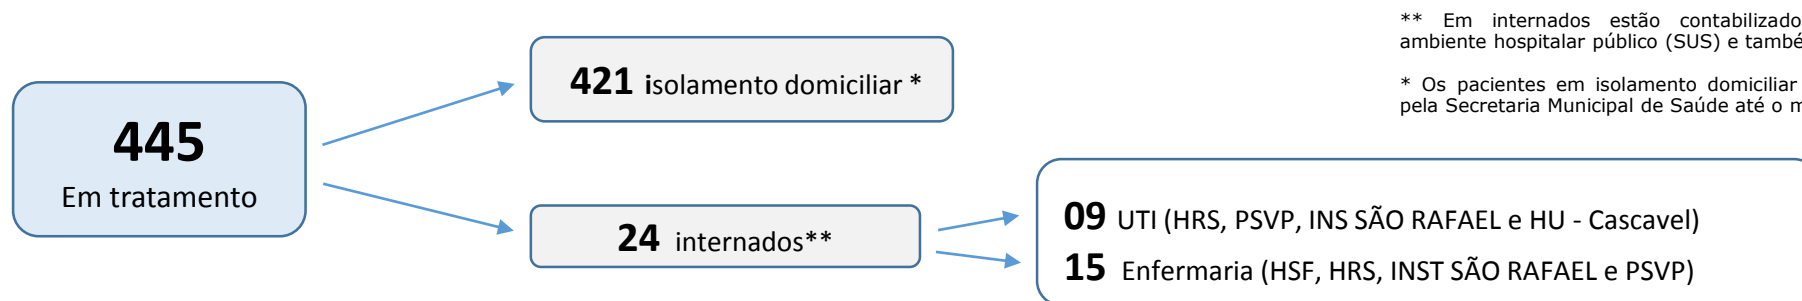 ** Em internados estão
ambiente hospitalar público (SUS) e
* Os pacientes em isolamento domiciliar
pela Secretaria Municipal de Saúde até o
421 isolamento domiciliar *
445
Em tratamento
24 internados**
09 UTI (HRS, PSVP, INS SÃO RAFAEL e HU - Cascavel)
15 Enfermaria (HSF, HRS, INST SÃO RAFAEL e PSVP)